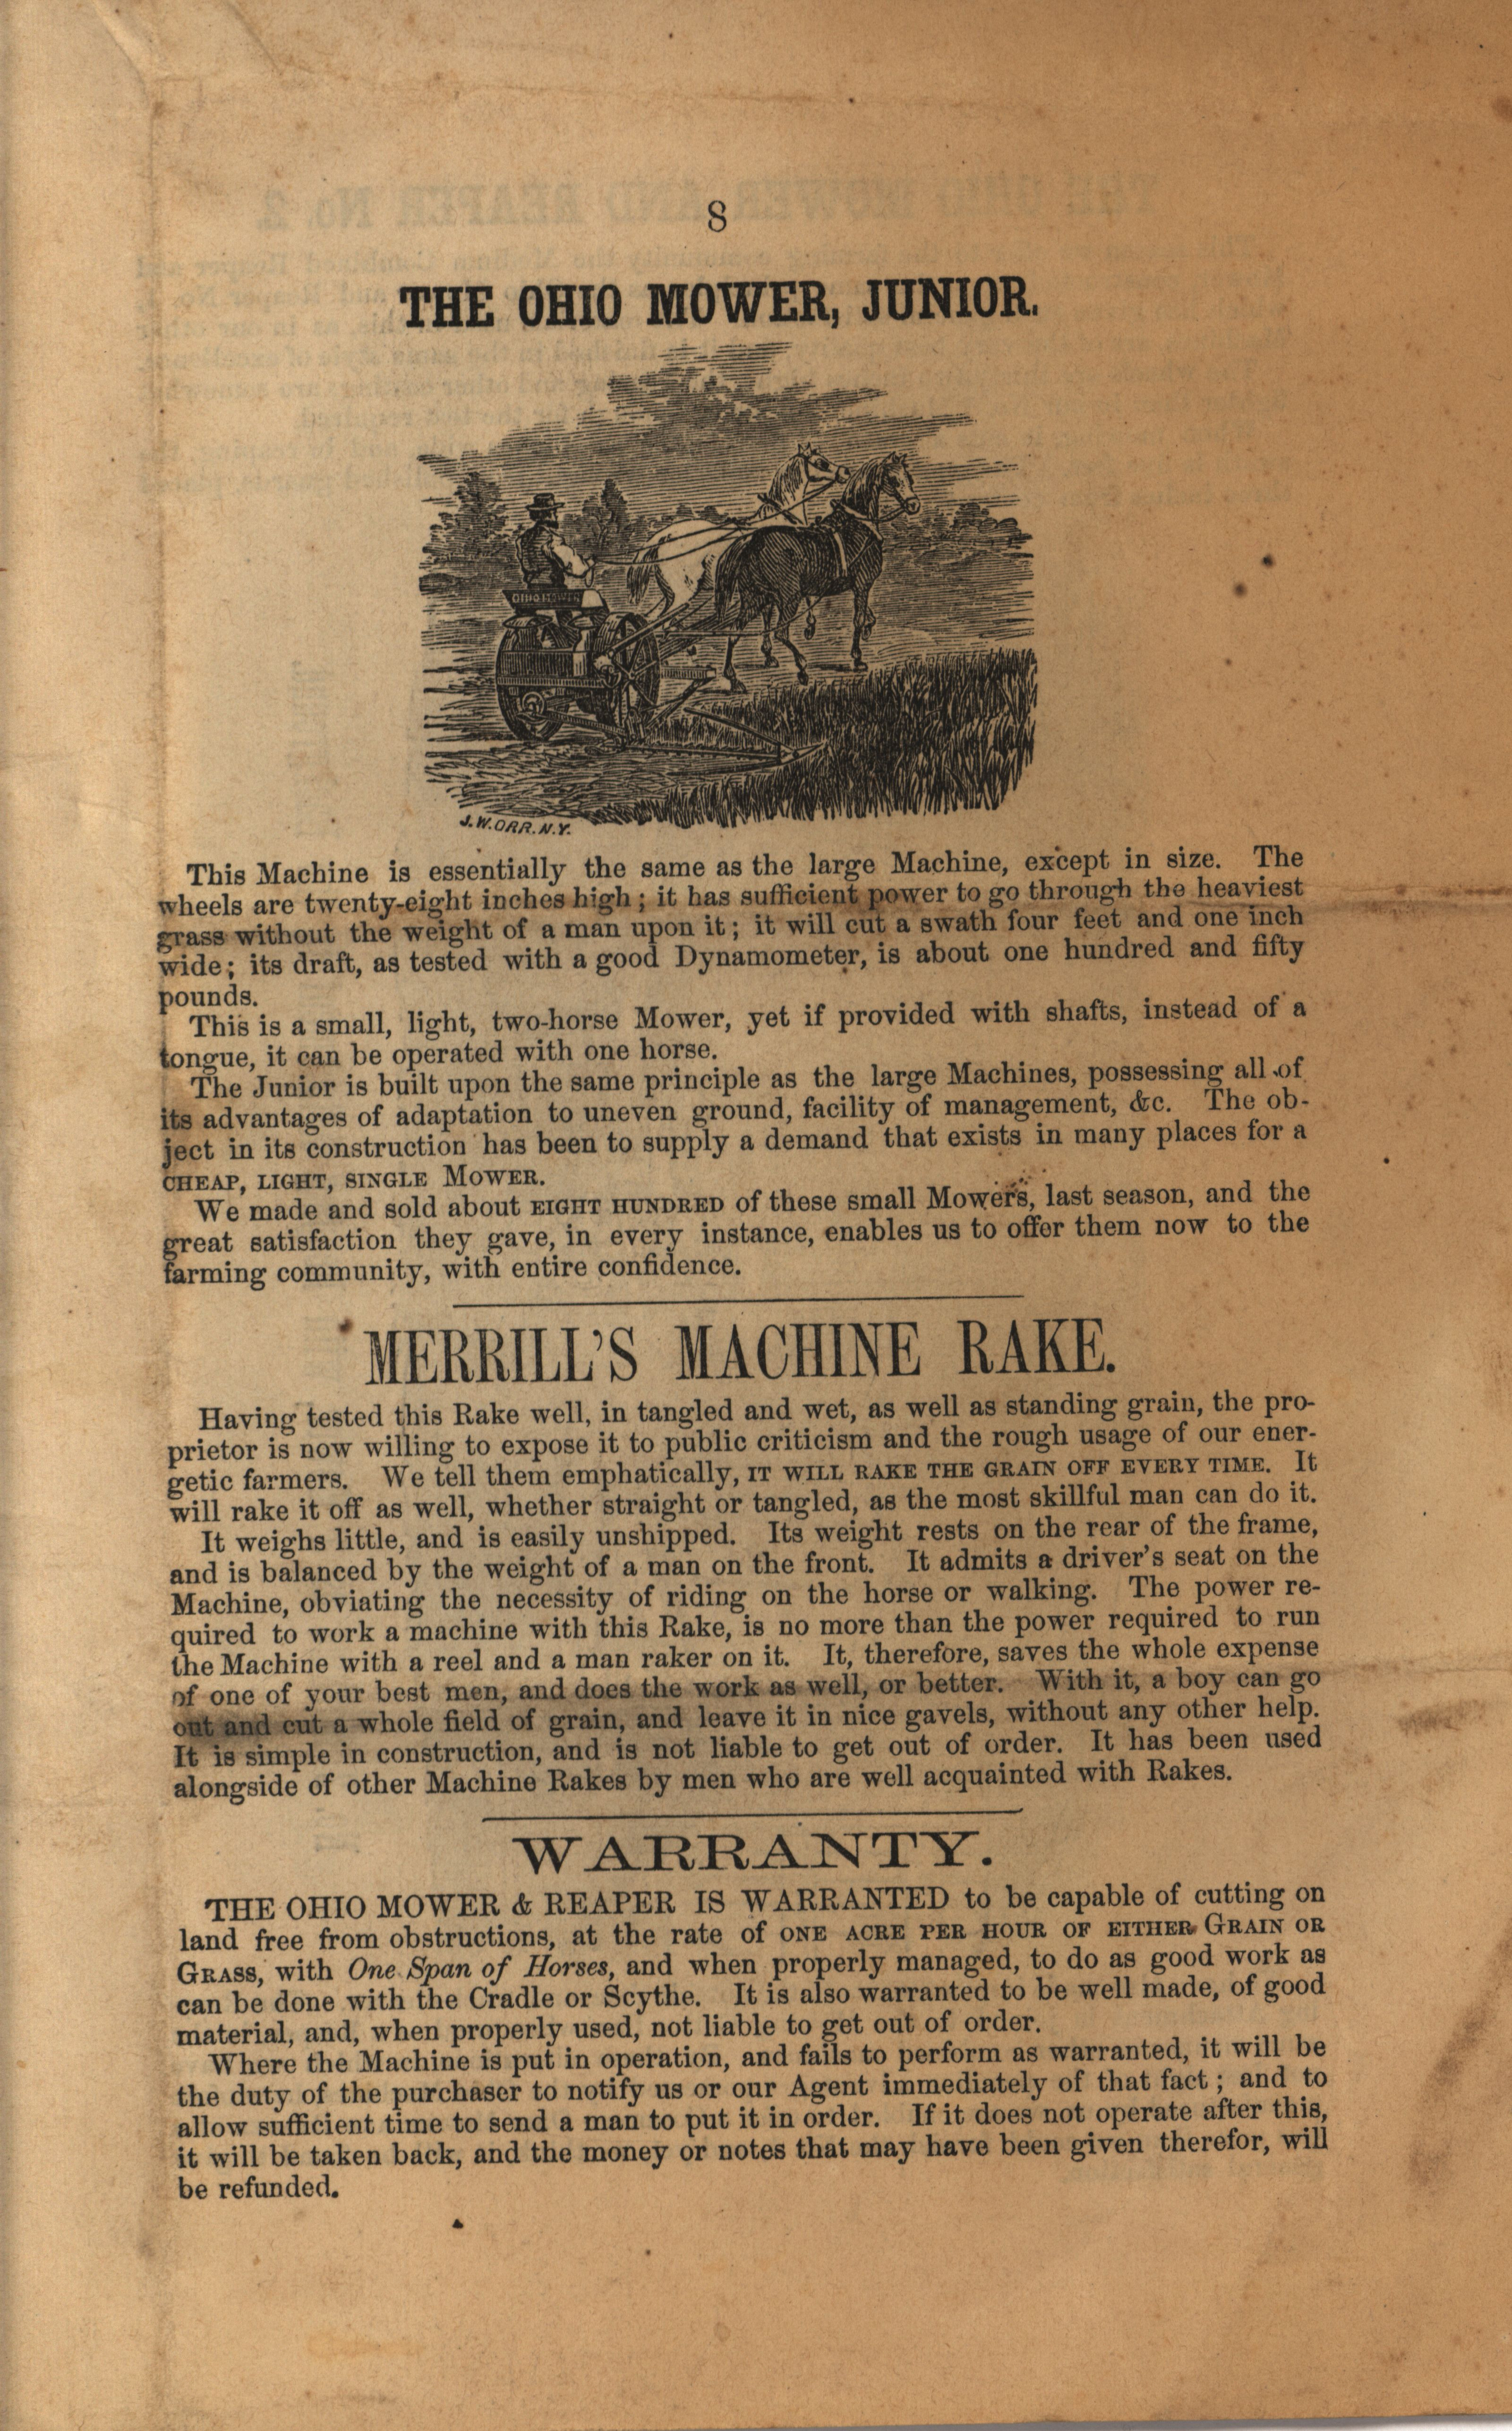 8
THE OHIO MOWER, JUNIOR.
OHIO MOWER
J.W. ORR. N.Y.
This Machine is essentially the same as the large Machine, except in size. The
wheels are twenty-eight inches high; it has sufficient power to go through the heaviest
grass without the weight of a man upon it; it will cut a swath four feet and one inch
wide; its draft, as tested with a good Dynamometer, is about one hundred and fifty
pounds.
This is a small, light, two-horse Mower, yet if provided with shafts, instead of a
tongue, it can be operated with one horse.
The Junior is built upon the same principle as the large Machines, possessing all of
its advantages of adaptation to uneven ground, facility of management, &c. The ob-
ject in its construction has been to supply a demand that exists in many places for a
CHEAP, LIGHT, SINGLE MOWER.
We made and sold about EIGHT HUNDRED of these small Mowers, last season, and the
great satisfaction they gave, in every instance, enables us to offer them now to the
farming community, with entire confidence.
MERRILL'S MACHINE RAKE.
Having tested this Rake well, in tangled and wet, as well as standing grain, the pro-
prietor is now willing to expose it to public criticism and the rough usage of our ener-
getic farmers. We tell them emphatically, IT WILL RAKE THE GRAIN OFF EVERY TIME. It
will rake it off as well, whether straight or tangled, as the most skillful man can do it.
It weighs little, and is easily unshipped. Its weight rests on the rear of the frame,
and is balanced by the weight of a man on the front. It admits a driver's seat on the
Machine, obviating the necessity of riding on the horse or walking. The power re-
quired to work a machine with this Rake, is no more than the power required to run
the Machine with a reel and a man raker on it. It, therefore, saves the whole expense
of one of your best men, and does the work as well, or better. With it, a boy can go
out and cut a whole field of grain, and leave it in nice gavels, without any other help.
It is simple in construction, and is not liable to get out of order. It has been used
alongside of other Machine Rakes by men who are well acquainted with Rakes.
WARRANTY.
THE OHIO MOWER & REAPER IS WARRANTED to be capable of cutting on
land free from obstructions, at the rate of ONE ACRE PER HOUR OF EITHER GRAIN OR
GRASS, with One Span of Horses, and when properly managed, to do as good work as
can be done with the Cradle or Scythe. It is also warranted to be well made, of good
material, and, when properly used, not liable to get out of order.
Where the Machine is put in operation, and fails to perform as warranted, it will be
the duty of the purchaser to notify us or our Agent immediately of that fact; and to
allow sufficient time to send a man to put it in order. If it does not operate after this,
it will be taken back, and the money or notes that may have been given therefor, will
be refunded.